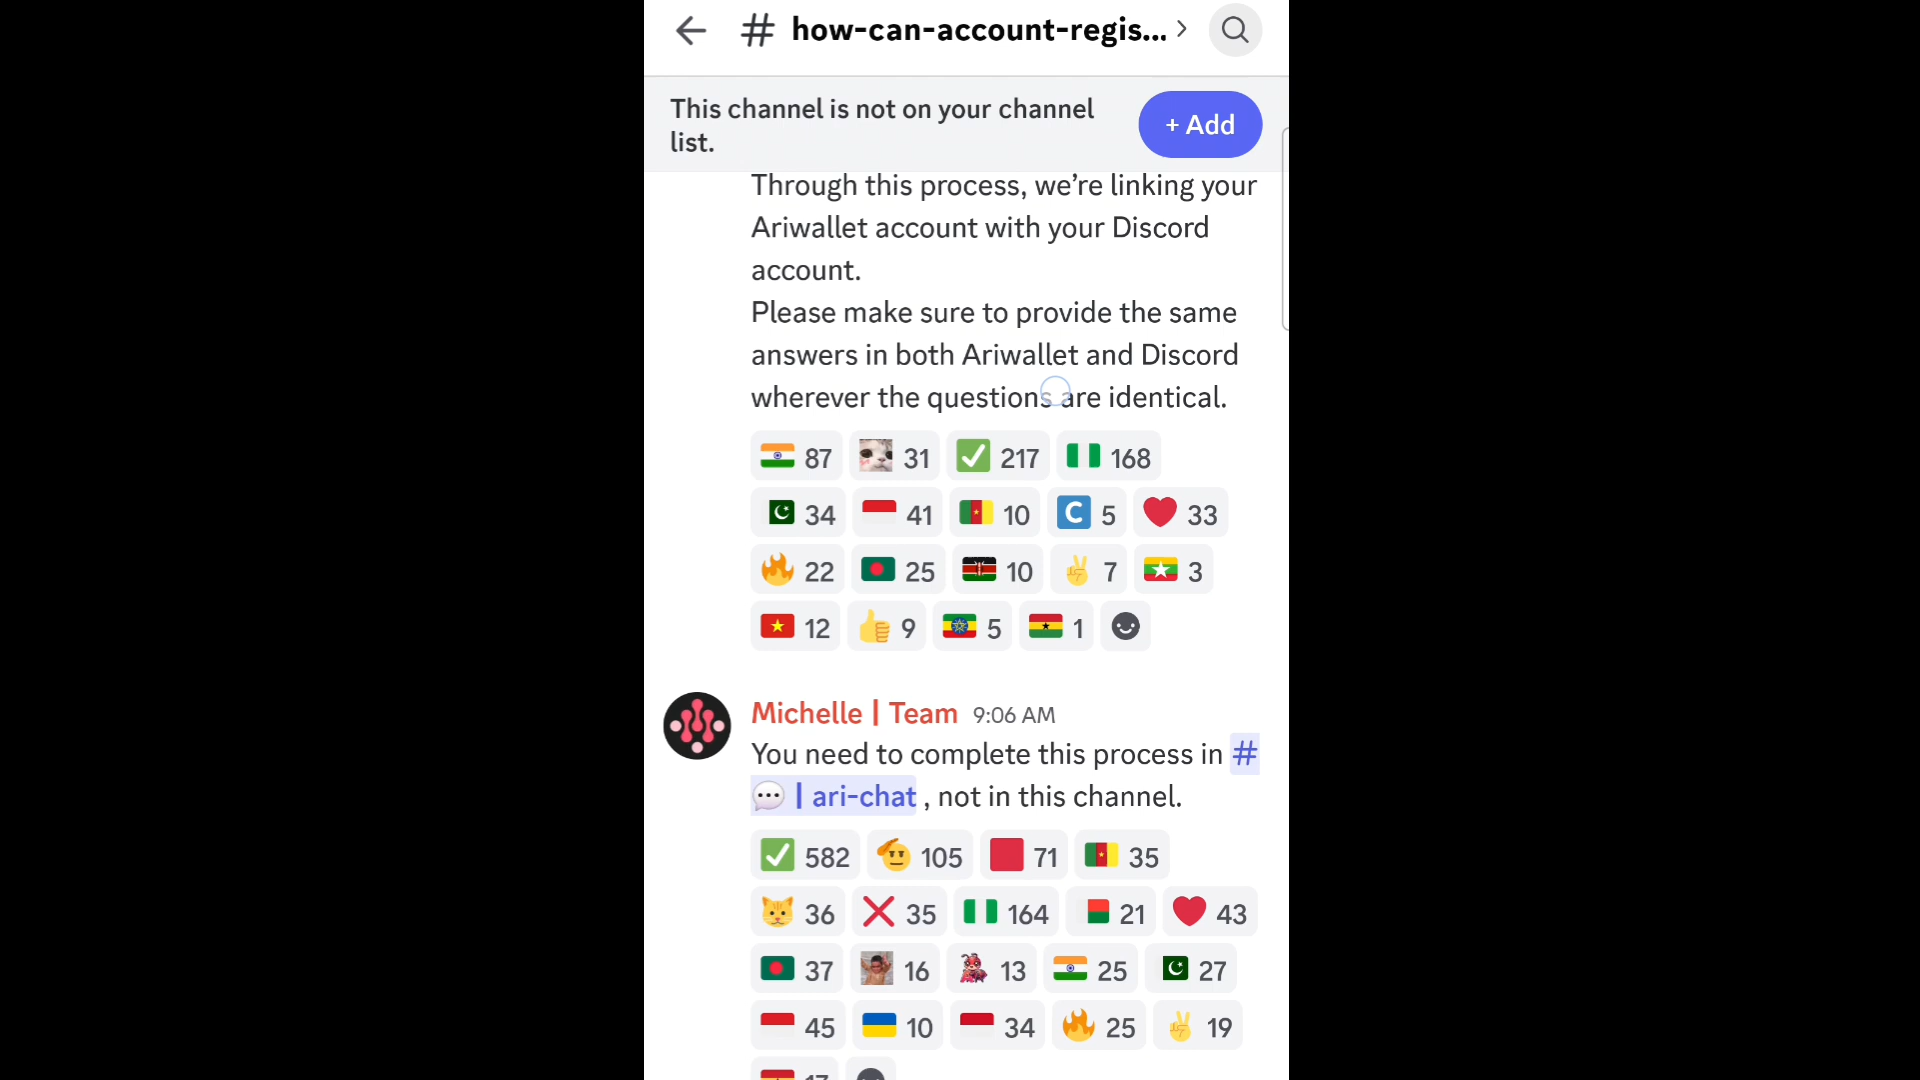 # how-can-account-regis... >
This channel is not on your channel
list.
+ Add
Through this process, we’re linking your
Ariwallet account with your Discord
account.
Please make sure to provide the same
answers in both Ariwallet and Discord
wherever the questions are identical.
87 31 217 168
34 41 10 C 5 33
22 25 10 7 3
12 9 5 1
Michelle | Team 9:06 AM
You need to complete this process in #
| ari-chat , not in this channel.
582 105 71 35
36 35 164 21 43
37 16 13 25 27
45 10 34 25 19
17